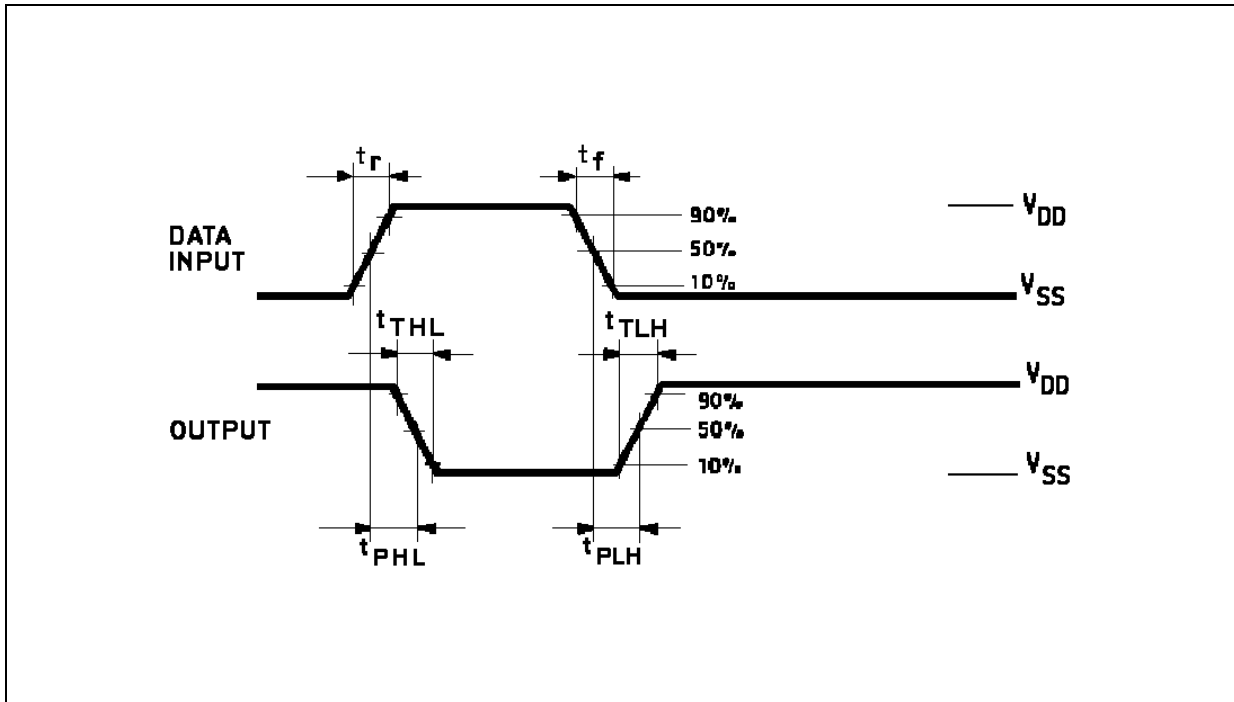 tr
tf
90%
VDD
DATA
INPUT
50%
10%
VSS
tTHL
tTLH
VDD
90%
OUTPUT
50%
10%
VSS
tPHL
tPLH